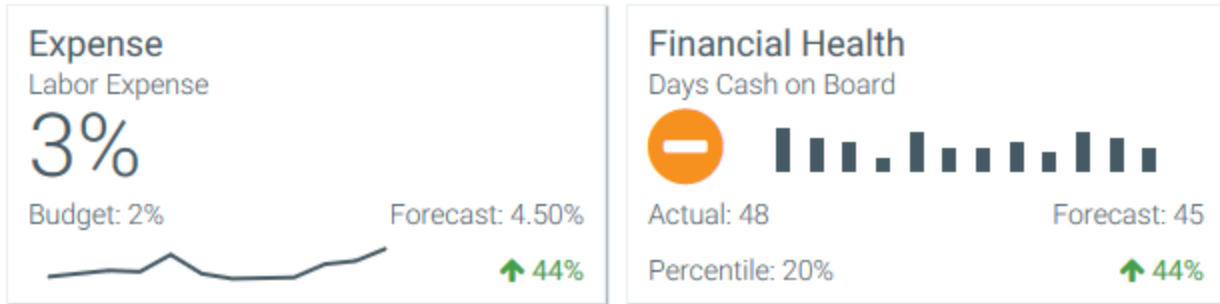 Expense
Labor Expense
3%
Budget: 2% Forecast: 4.50%
44%
Financial Health
Days Cash on Board
Actual: 48 Forecast: 45
Percentile: 20% 44%